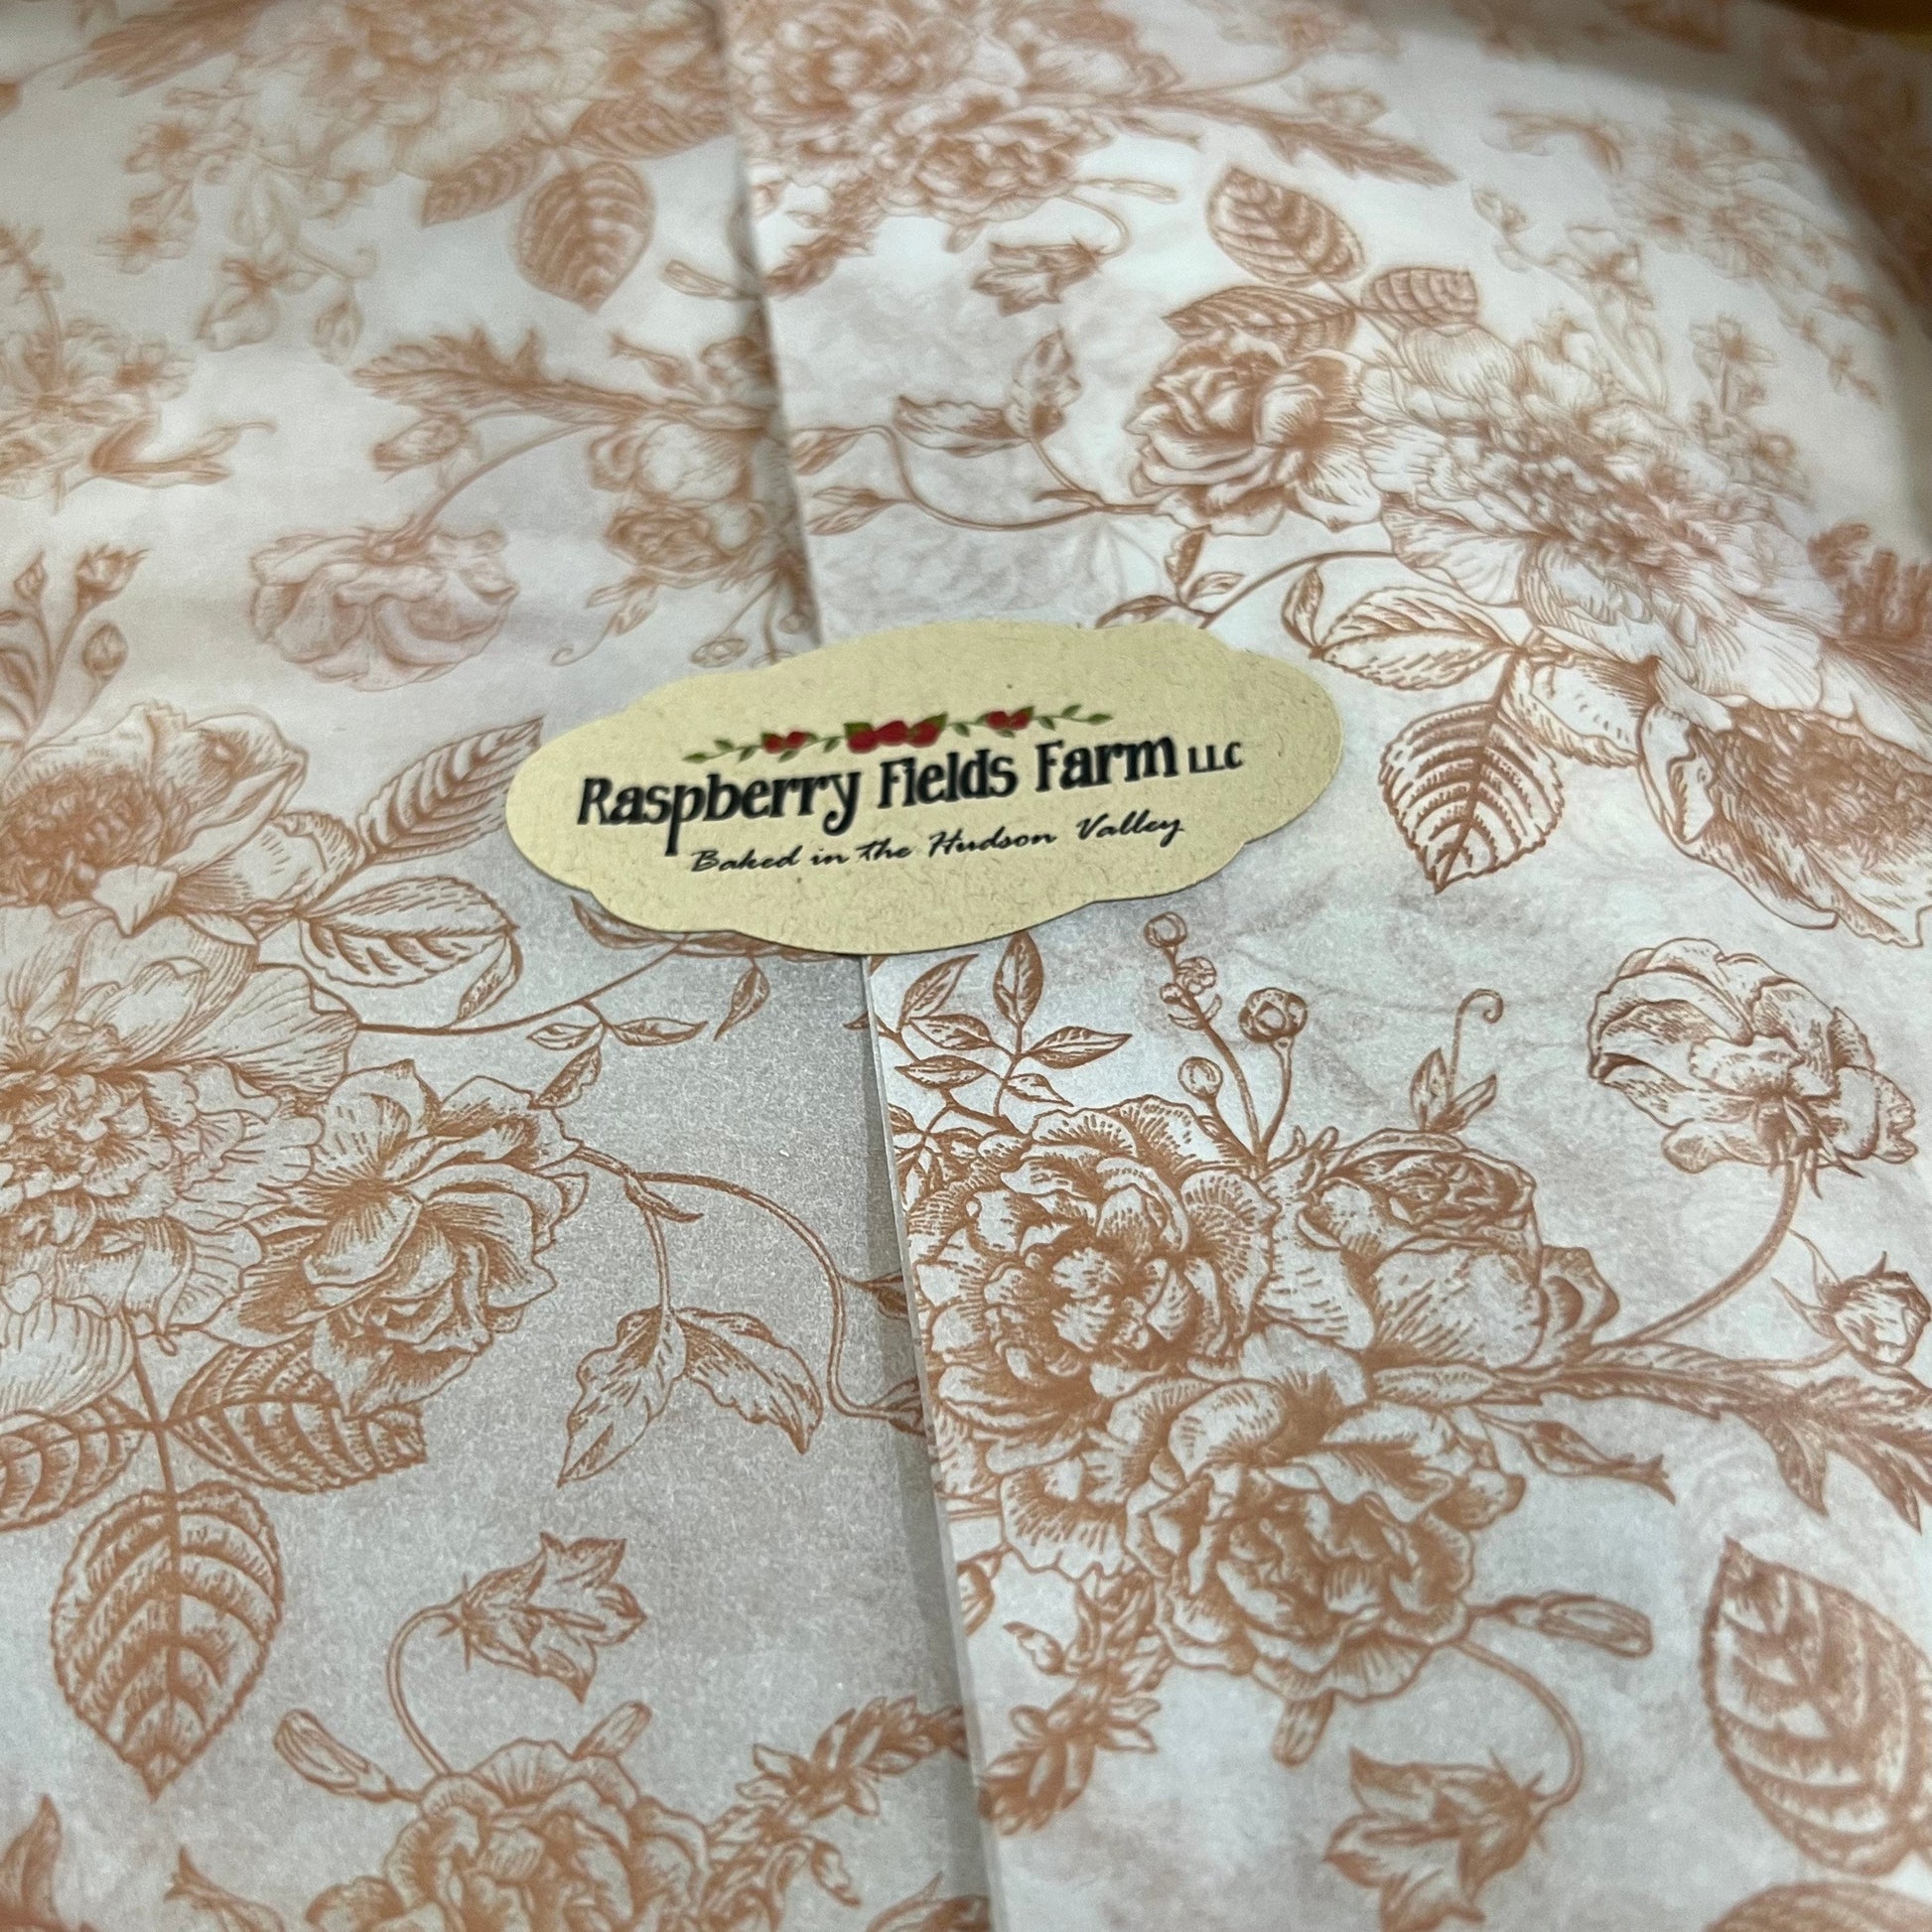 Raspberry Fields Farm LLC
Baked in the Hudson Valley